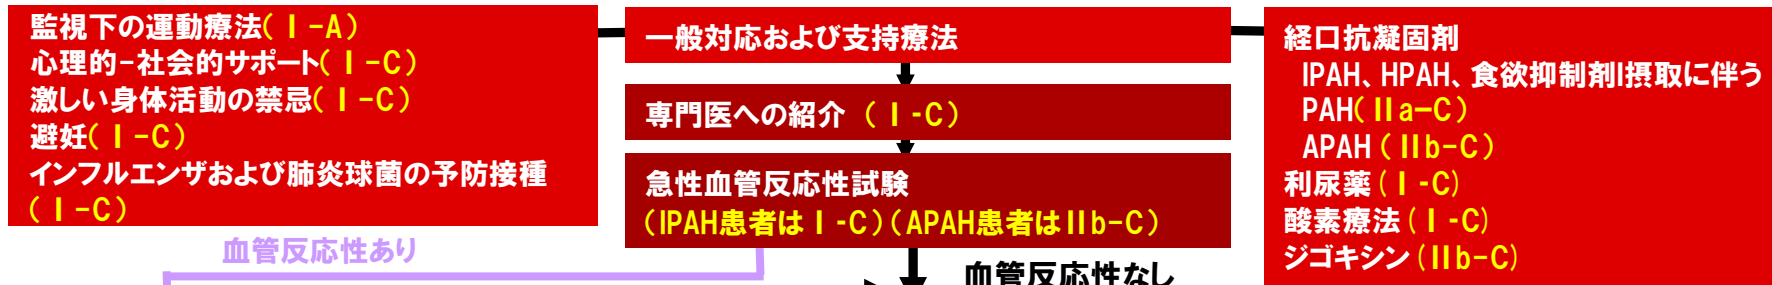 監視下の運動療法(Ⅰ-A)
心理的-社会的サポート(Ⅰ-C)
激しい身体活動の禁忌(Ⅰ-C)
避妊(Ⅰ-C)
インフルエンザおよび肺炎球菌の予防接種
(Ⅰ-C)
一般対応および支持療法
専門医への紹介 (Ⅰ-C)
急性血管反応性試験
(IPAH患者はⅠ-C)(APAH患者はIIb-C)
経口抗凝固剤
IPAH、HPAH、食欲抑制剤l摂取に伴う
PAH(IIa-C)
APAH(IIb-C)
利尿薬(Ⅰ-C)
酸素療法(Ⅰ-C)
ジゴキシン(IIb-C)
血管反応性あり
血管反応性なし